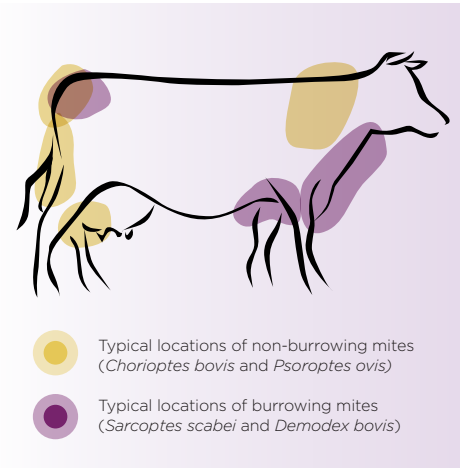 Typical locations of non-burrowing mites
(Chorioptes bovis and Psoroptes ovis)
Typical locations of burrowing mites
(Sarcoptes scabei and Demodex bovis)